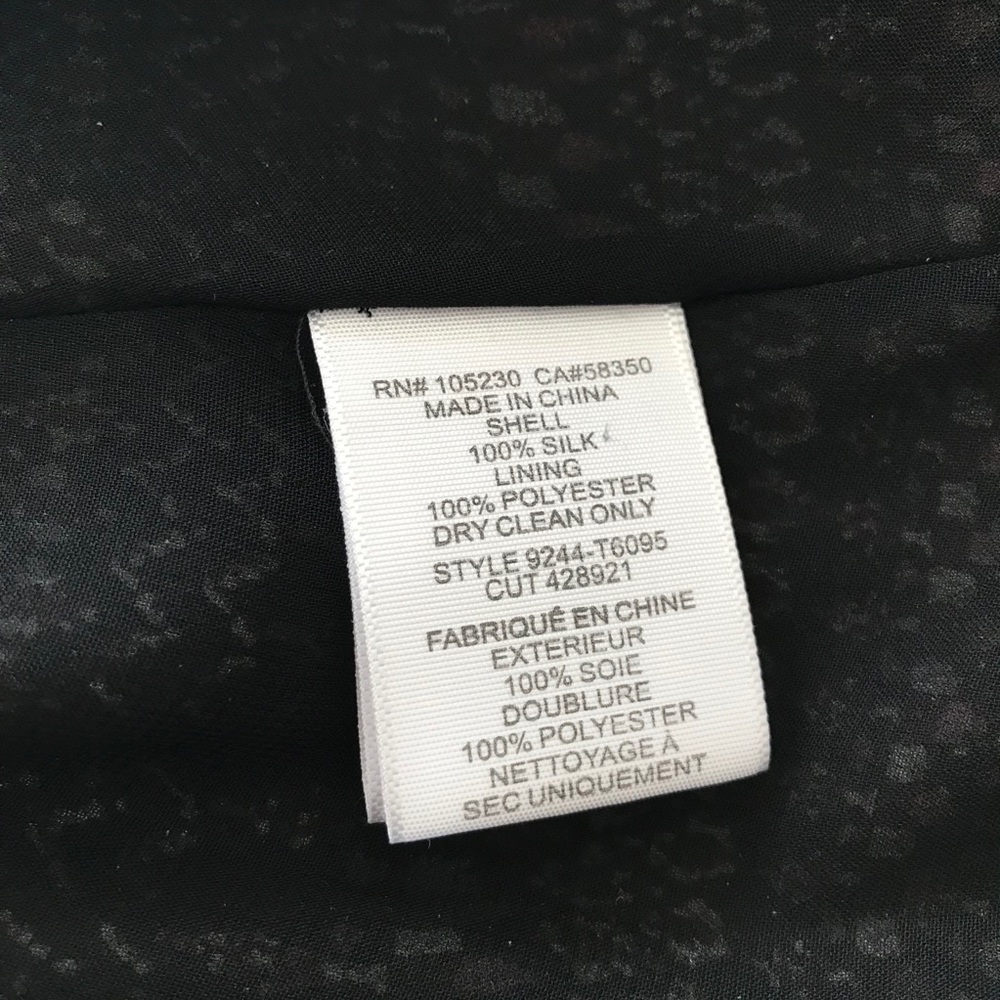 RN# 105230 CA#58350
MADE IN CHINA
SHELL
100% SILK
LINING
100% POLYESTER
DRY CLEAN ONLY
STYLE 9244-T6095
CUT 428921
FABRIQUÉ EN CHINE
EXTERIEUR
100% SOIE
DOUBLURE
100% POLYESTER
NETTOYAGE À
SEC UNIQUEMENT